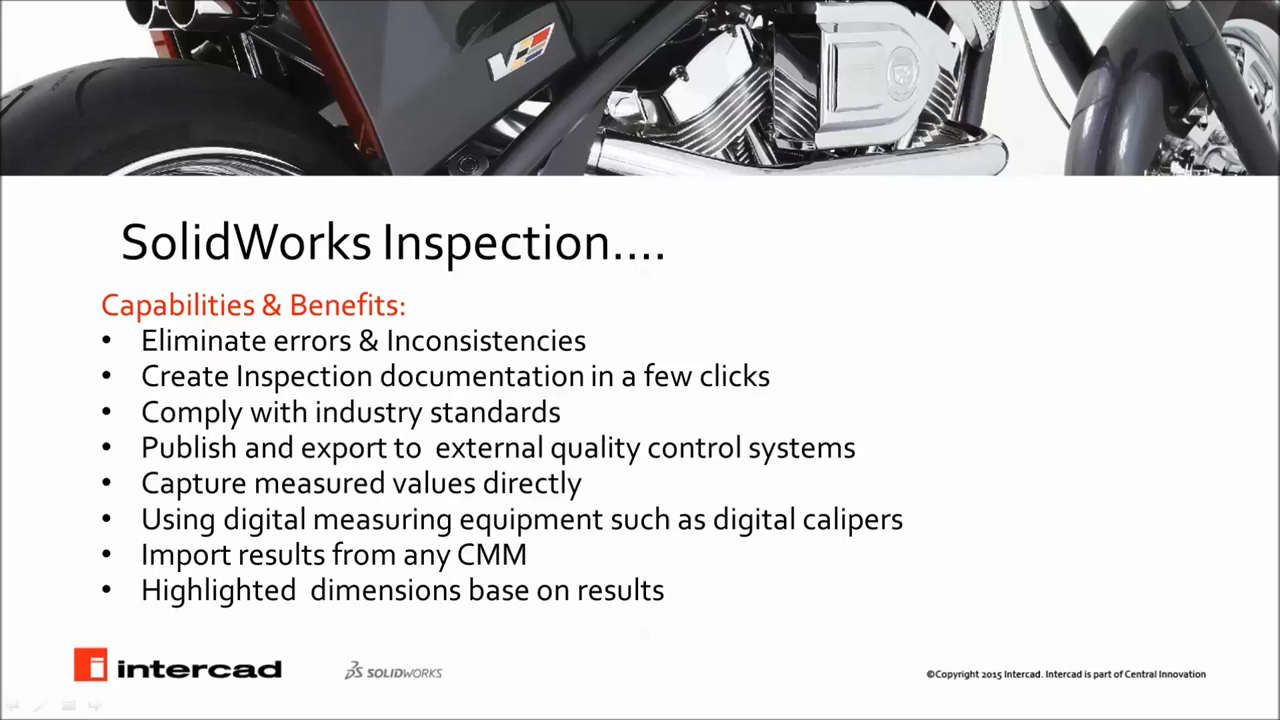 V
SolidWorks Inspection....
Capabilities & Benefits:
• Eliminate errors & Inconsistencies
• Create Inspection documentation in a few clicks
• Comply with industry standards
• Publish and export to  external quality control systems
• Capture measured values directly
• Using digital measuring equipment such as digital calipers
• Import results from any CMM
• Highlighted  dimensions base on results
intercad
SOLIDWORKS
©Copyright 2015 Intercad. Intercad is part of Central Innovation